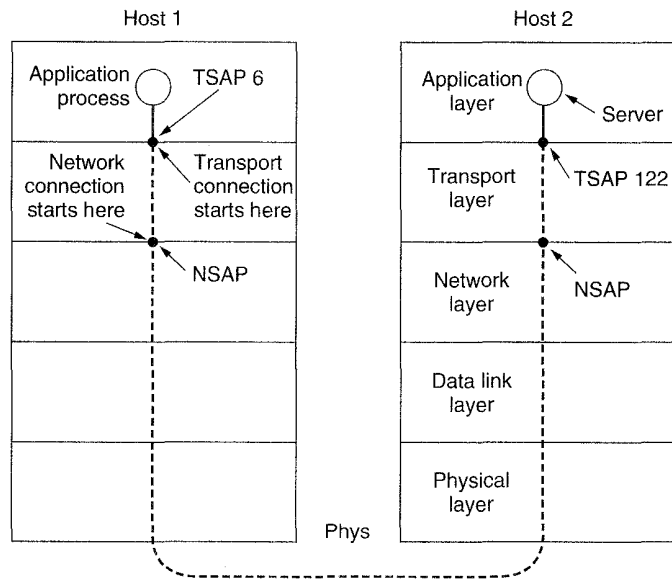 Host 1
Host 2
Application
process
TSAP 6
Network
connection
starts here
Transport
connection
starts here
NSAP
Application
layer
Server
Transport
layer
TSAP 122
Network
layer
NSAP
Data link
layer
Physical
layer
Phys